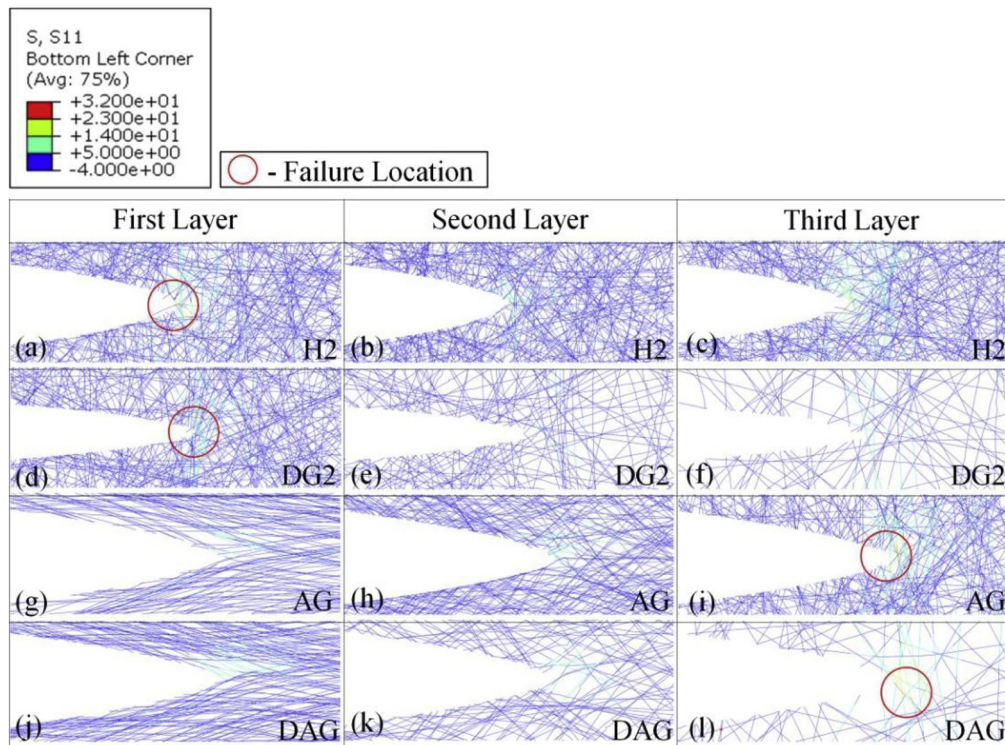 S, S11
Bottom Left Corner
(Avg: 75%)
+3.200e+01
+2.300e+01
+1.400e+01
+5.000e+00
-4.000e+00
- Failure Location
First Layer Second Layer Third Layer
(a) H2 (b) H2 (c) H2
(d) DG2 (e) DG2 (f) DG2
(g) AG (h) AG (i) AG
(j) DAG (k) DAG (l) DAG